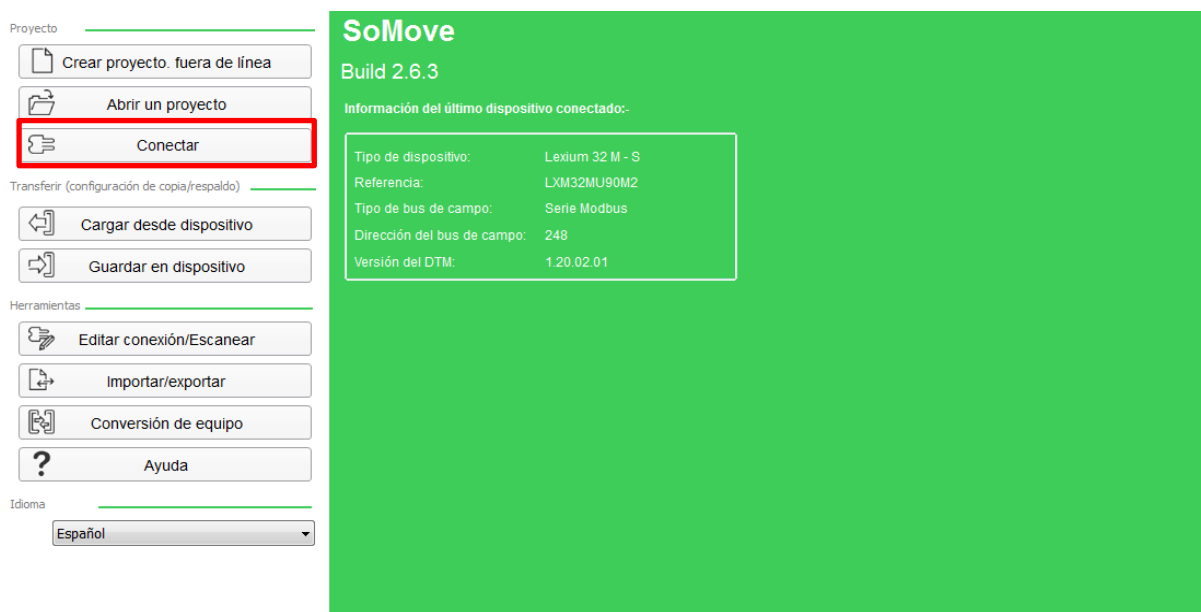 Proyecto
Crear proyecto. fuera de línea
Abrir un proyecto
Conectar
Transferir (configuración de copia/respaldo)
Cargar desde dispositivo
Guardar en dispositivo
Herramientas
Editar conexión/Escanear
Importar/exportar
Conversión de equipo
? Ayuda
Idioma
Español
SoMove
Build 2.6.3
Información del último dispositivo conectado:-
Tipo de dispositivo: Lexium 32 M - S
Referencia: LXM32MU90M2
Tipo de bus de campo: Serie Modbus
Dirección del bus de campo: 248
Versión del DTM: 1.20.02.01